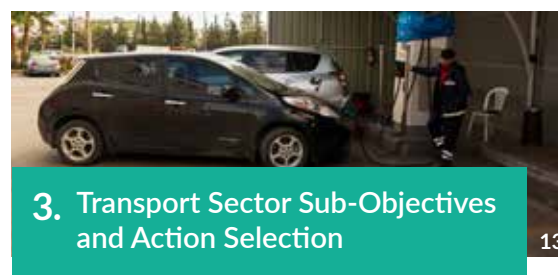 3. Transport Sector Sub-Objectives
and Action Selection
13